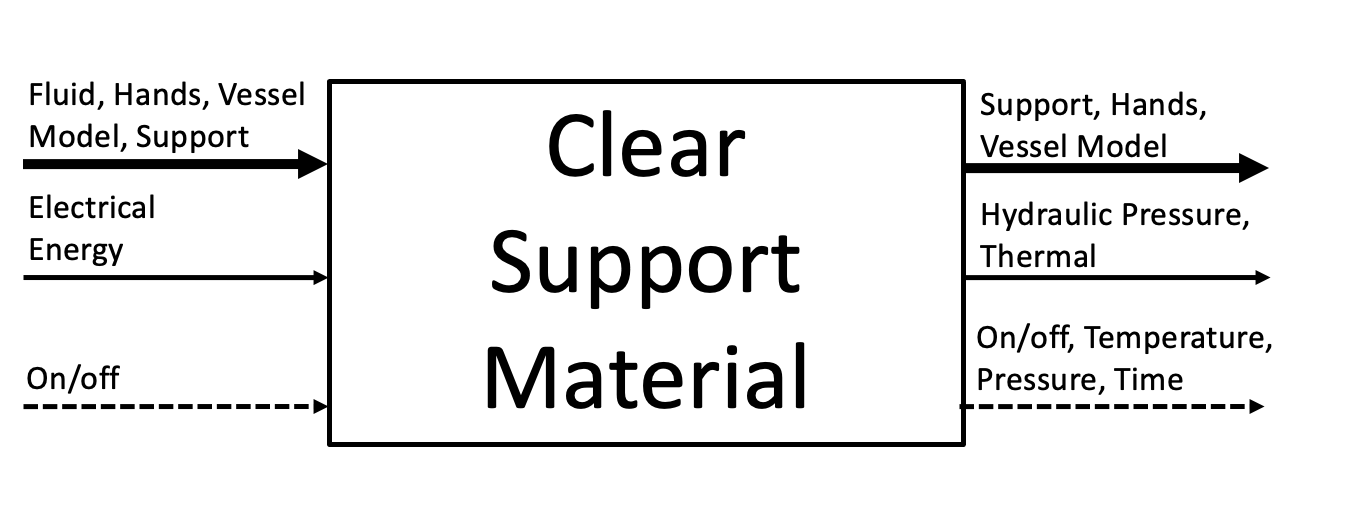 Fluid, Hands, Vessel
Model, Support
Electrical
Energy
On/off
Clear
Support
Material
Support, Hands,
Vessel Model
Hydraulic Pressure,
Thermal
On/off, Temperature,
Pressure, Time